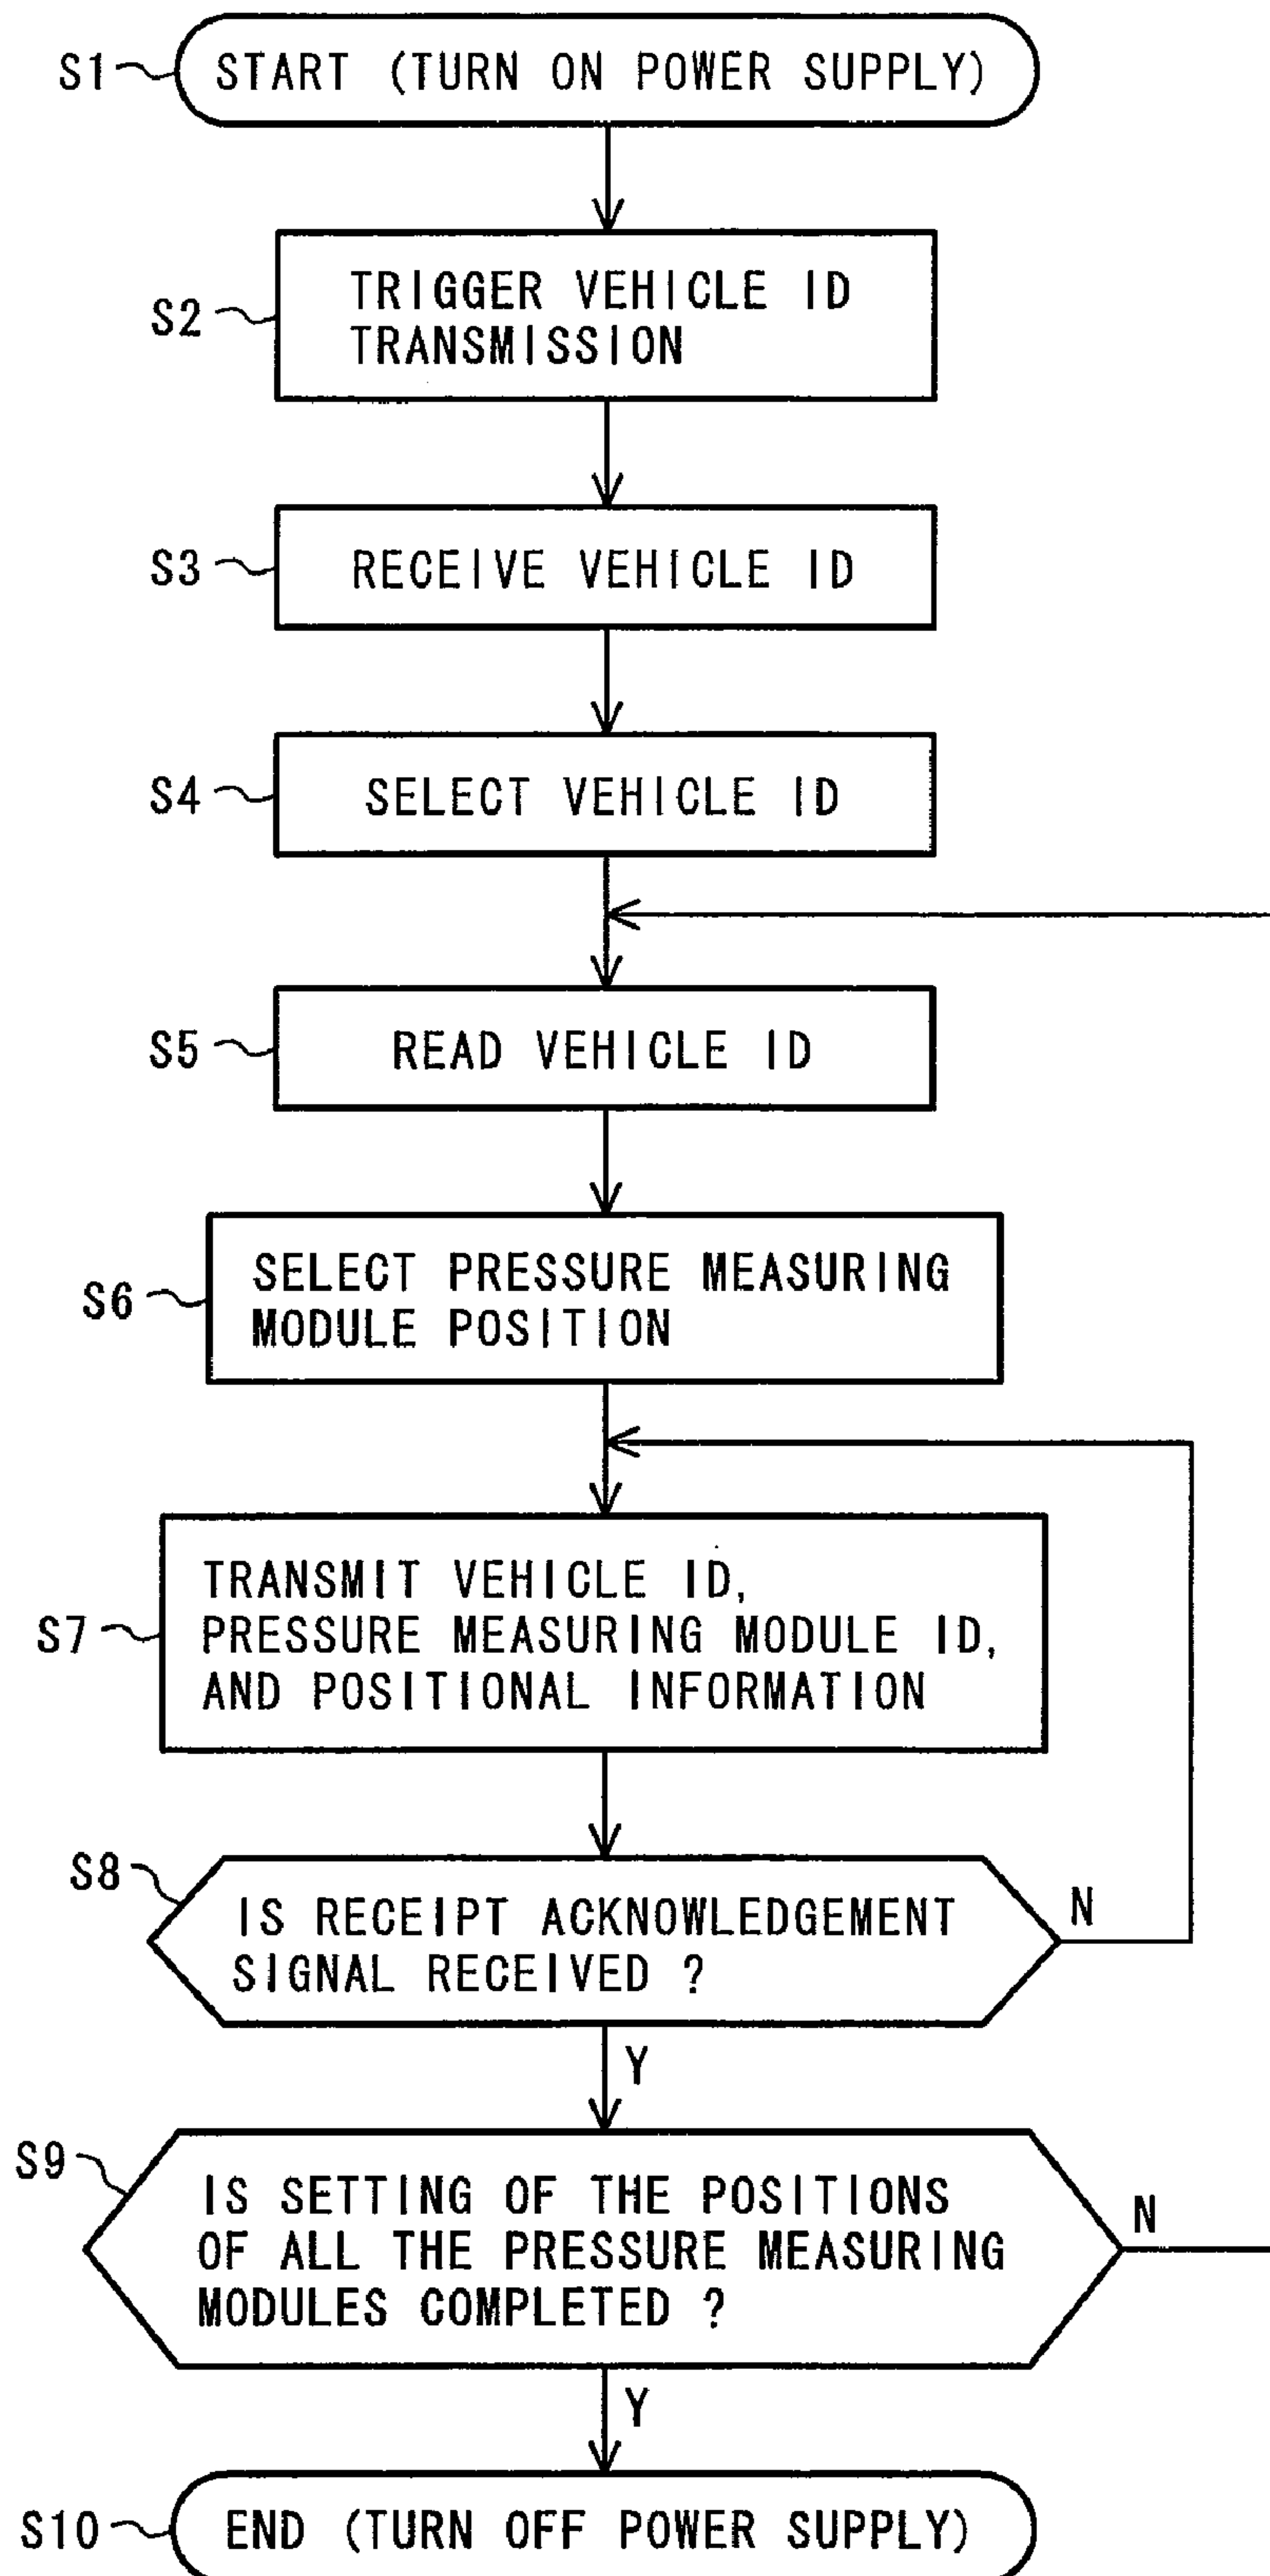 S1 START (TURN ON POWER SUPPLY)
S2 TRIGGER VEHICLE ID
TRANSMISSION
S3 RECEIVE VEHICLE ID
S4 SELECT VEHICLE ID
S5 READ VEHICLE ID
S6 SELECT PRESSURE MEASURING
MODULE POSITION
S7 TRANSMIT VEHICLE ID,
PRESSURE MEASURING MODULE ID,
AND POSITIONAL INFORMATION
S8 IS RECEIPT ACKNOWLEDGEMENT
SIGNAL RECEIVED ?
N
Y
S9 IS SETTING OF THE POSITIONS
OF ALL THE PRESSURE MEASURING
MODULES COMPLETED ?
N
Y
S10 END (TURN OFF POWER SUPPLY)